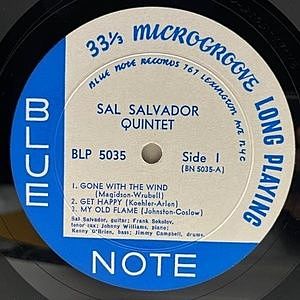 33⅓ MICROGROOVE LONG PLAYING
BLUE NOTE RECORDS 767 LEXINGTON AVE NYC
BLUE
SAL SALVADOR
QUINTET
BLP 5035 Side 1
(BN 5035-A)
1. GONE WITH THE WIND
(Magidson-Wrubell)
2. GET HAPPY (Koehler-Arlen)
3. MY OLD FLAME (Johnston-Coslow)
Sal Salvador, guitar; Frank Sokolov,
tenor sax; Johnny Williams, piano;
Kenny O'Brien, bass; Jimmy Campbell, drums.
NOTE